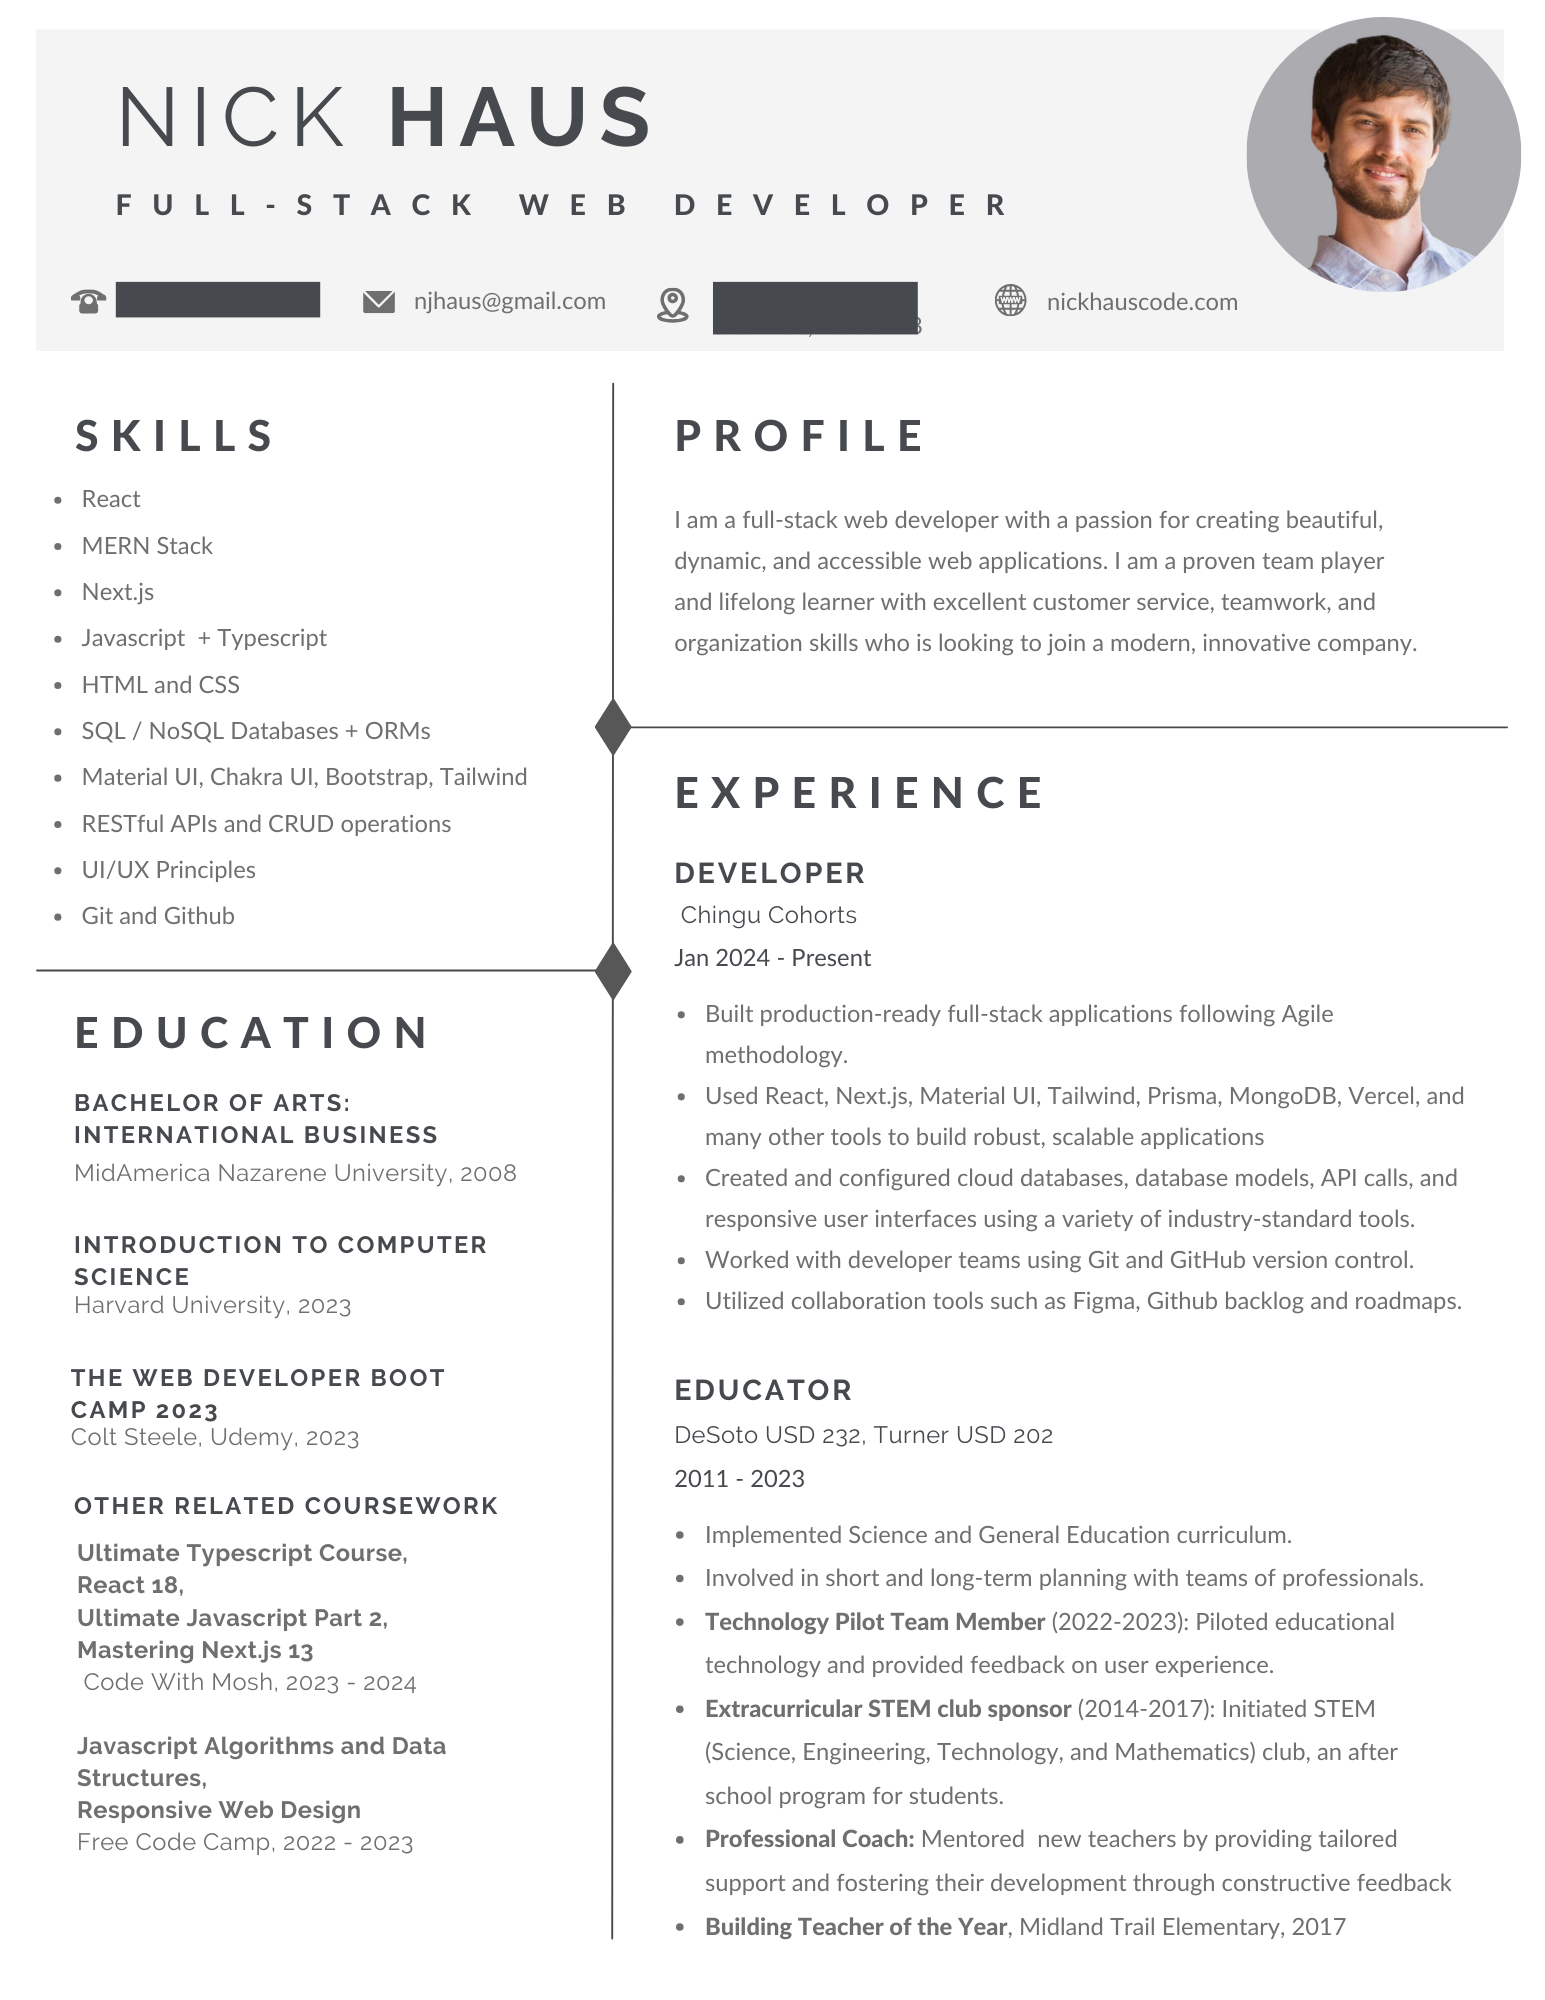 NICK HAUS
FULL-STACK WEB DEVELOPER
njhaus@gmail.com
nickhauscode.com
SKILLS
• React
• MERN Stack
• Next.js
• Javascript + Typescript
• HTML and CSS
• SQL / NoSQL Databases + ORMs
• Material UI, Chakra UI, Bootstrap, Tailwind
• RESTful APIs and CRUD operations
• UI/UX Principles
• Git and Github
EDUCATION
BACHELOR OF ARTS:
INTERNATIONAL BUSINESS
MidAmerica Nazarene University, 2008
INTRODUCTION TO COMPUTER
SCIENCE
Harvard University, 2023
THE WEB DEVELOPER BOOT
CAMP 2023
Colt Steele, Udemy, 2023
OTHER RELATED COURSEWORK
Ultimate Typescript Course,
React 18,
Ultimate Javascript Part 2,
Mastering Next.js 13
Code With Mosh, 2023 - 2024
Javascript Algorithms and Data
Structures,
Responsive Web Design
Free Code Camp, 2022 - 2023
PROFILE
I am a full-stack web developer with a passion for creating beautiful,
dynamic, and accessible web applications. I am a proven team player
and lifelong learner with excellent customer service, teamwork, and
organization skills who is looking to join a modern, innovative company.
EXPERIENCE
DEVELOPER
Chingu Cohorts
Jan 2024 - Present
• Built production-ready full-stack applications following Agile
methodology.
• Used React, Next.js, Material UI, Tailwind, Prisma, MongoDB, Vercel, and
many other tools to build robust, scalable applications
• Created and configured cloud databases, database models, API calls, and
responsive user interfaces using a variety of industry-standard tools.
• Worked with developer teams using Git and GitHub version control.
• Utilized collaboration tools such as Figma, Github backlog and roadmaps.
EDUCATOR
DeSoto USD 232, Turner USD 202
2011 - 2023
• Implemented Science and General Education curriculum.
• Involved in short and long-term planning with teams of professionals.
• Technology Pilot Team Member (2022-2023): Piloted educational
technology and provided feedback on user experience.
• Extracurricular STEM club sponsor (2014-2017): Initiated STEM
(Science, Engineering, Technology, and Mathematics) club, an after
school program for students.
• Professional Coach: Mentored  new teachers by providing tailored
support and fostering their development through constructive feedback
• Building Teacher of the Year, Midland Trail Elementary, 2017